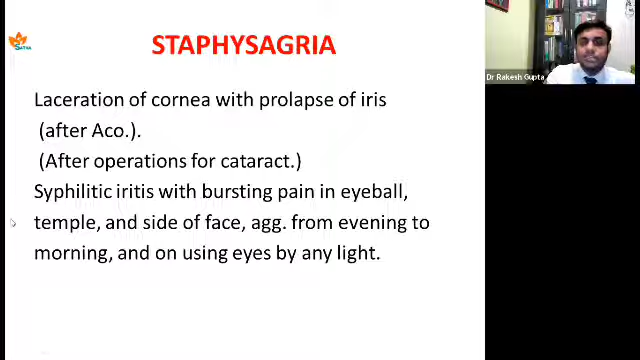 STAPHYSAGRIA
SATHA
Dr Rakesh Gupta
Laceration of cornea with prolapse of iris
(after Aco.).
(After operations for cataract.)
Syphilitic iritis with bursting pain in eyeball,
temple, and side of face, agg. from evening to
morning, and on using eyes by any light.